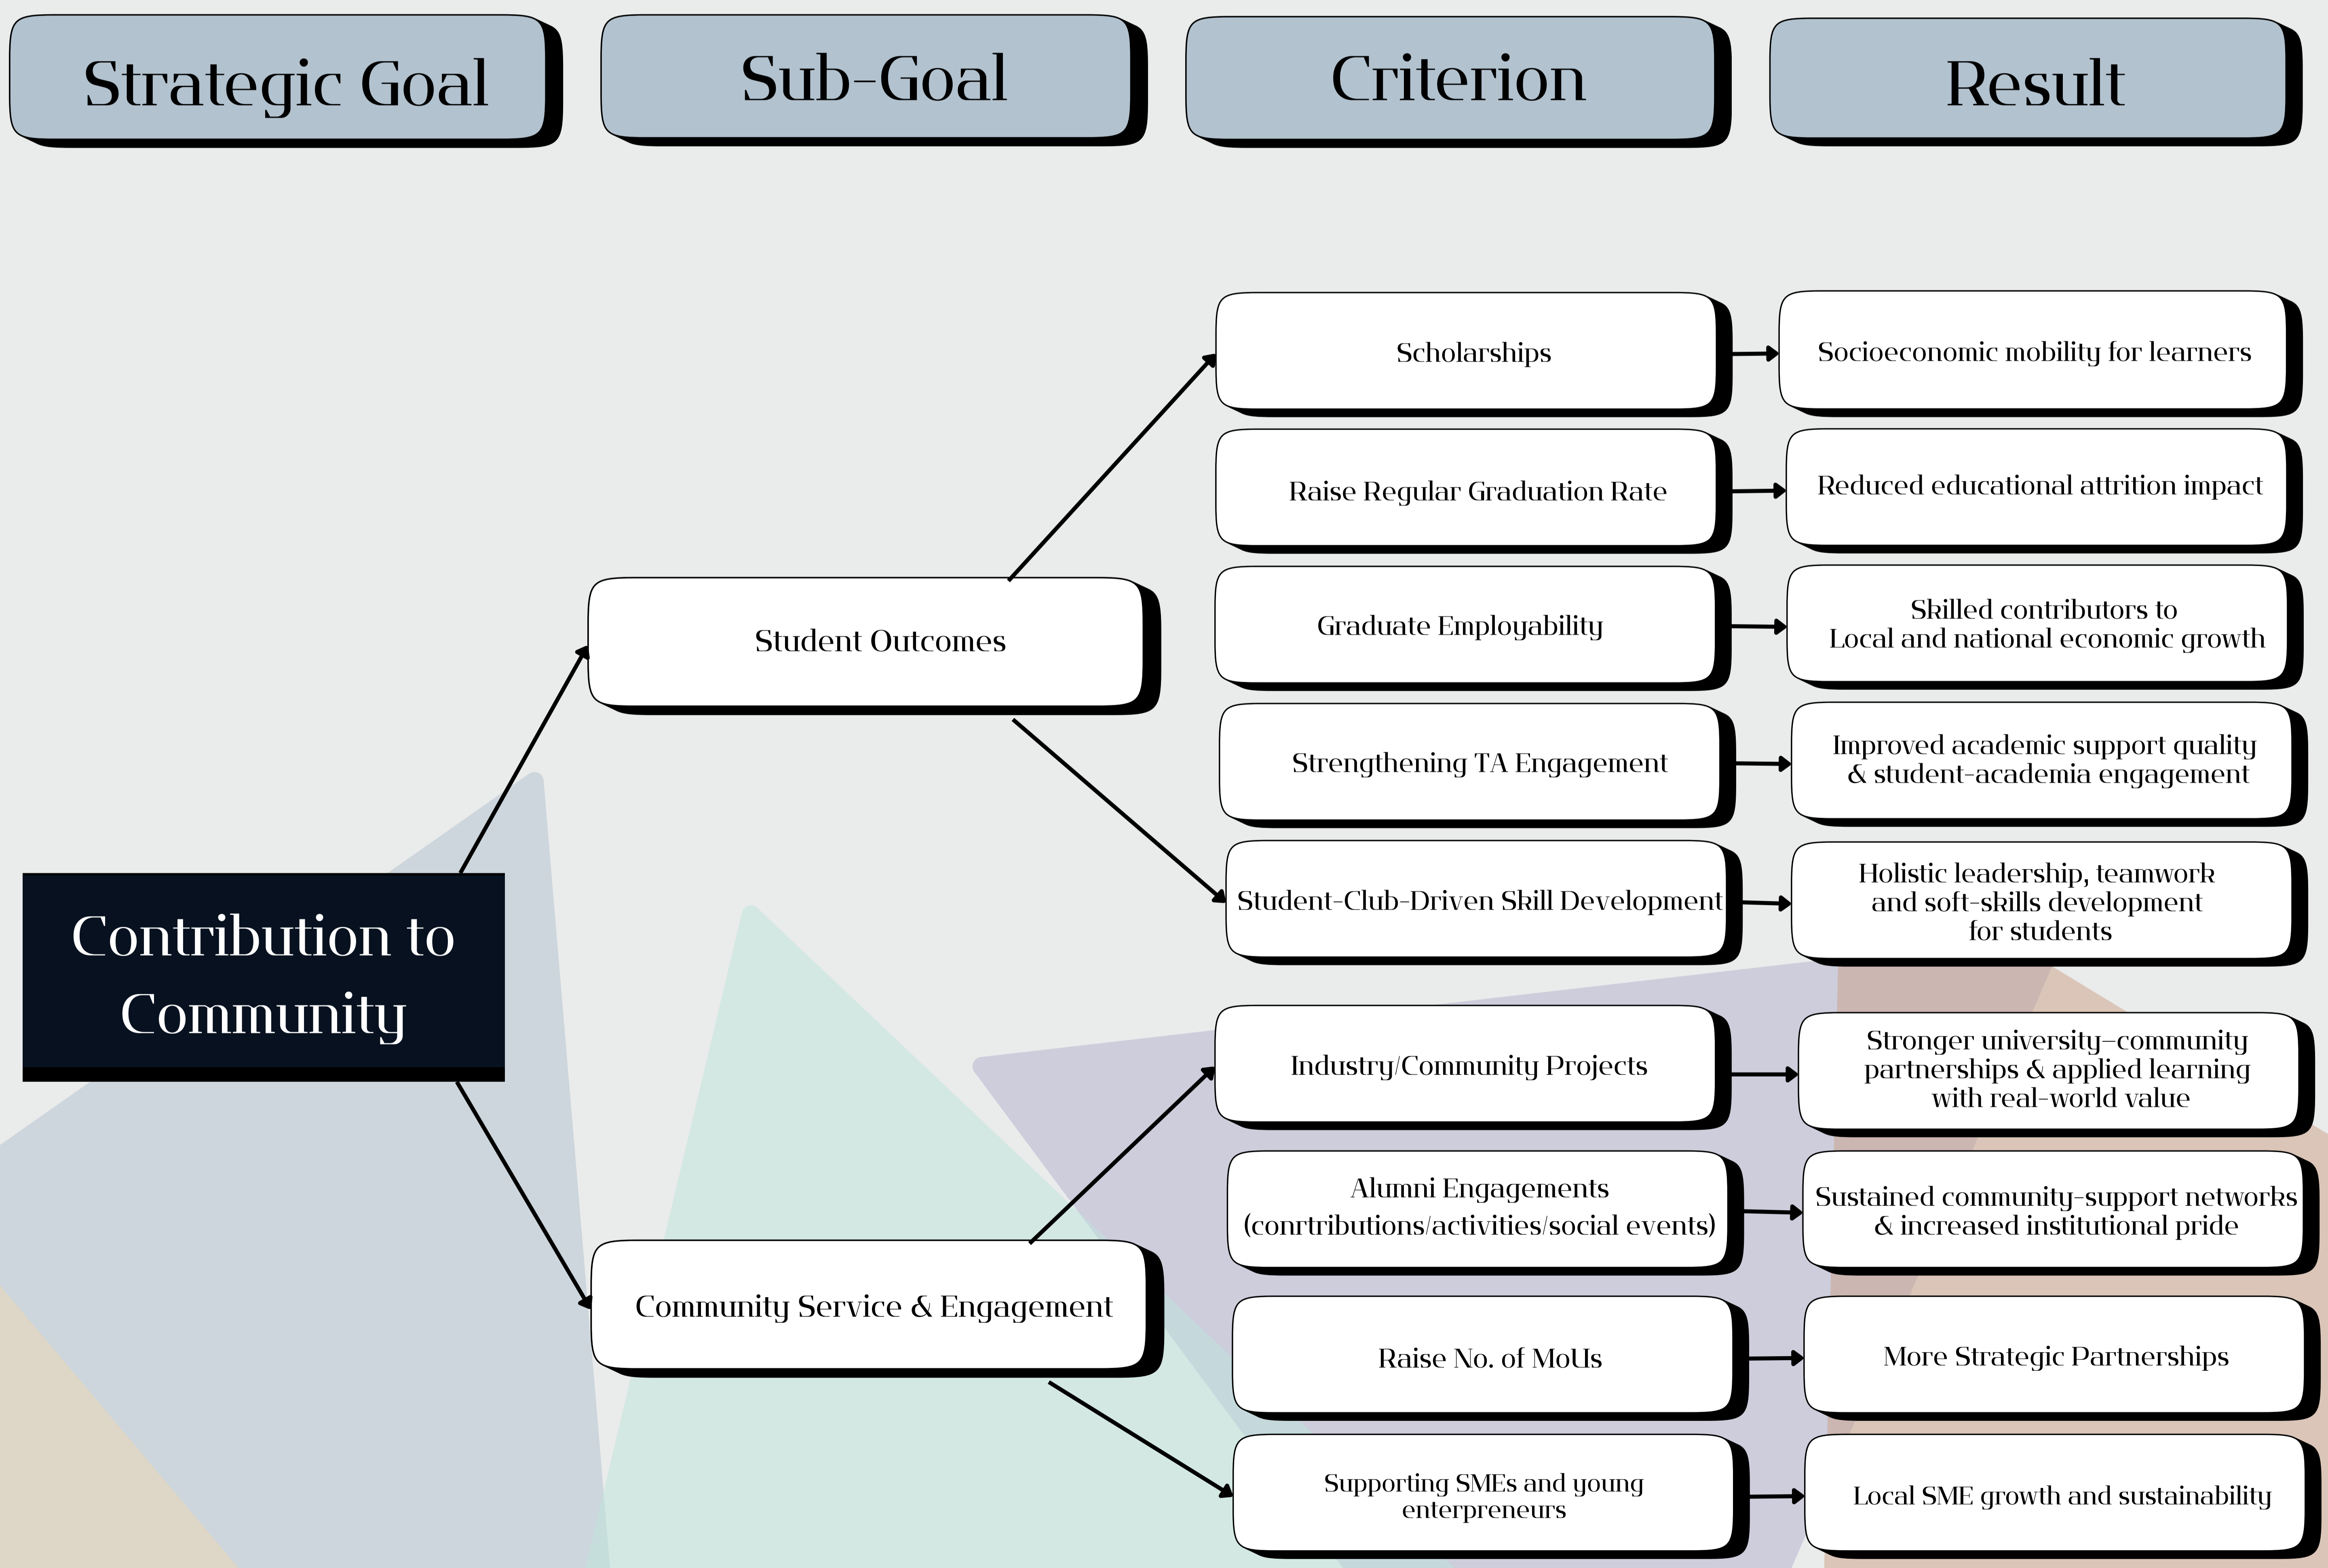 Strategic Goal
Sub-Goal
Criterion
Result
Contribution to
Community
Student Outcomes
Scholarships
Socioeconomic mobility for learners
Raise Regular Graduation Rate
Reduced educational attrition impact
Graduate Employability
Skilled contributors to
Local and national economic growth
Strengthening TA Engagement
Improved academic support quality
& student-academia engagement
Student-Club-Driven Skill Development
Holistic leadership, teamwork
and soft-skills development
for students
Community Service & Engagement
Industry/Community Projects
Stronger university–community
partnerships & applied learning
with real-world value
Alumni Engagements
(conrtributions/activities/social events)
Sustained community-support networks
& increased institutional pride
Raise No. of MoUs
More Strategic Partnerships
Supporting SMEs and young
enterpreneurs
Local SME growth and sustainability